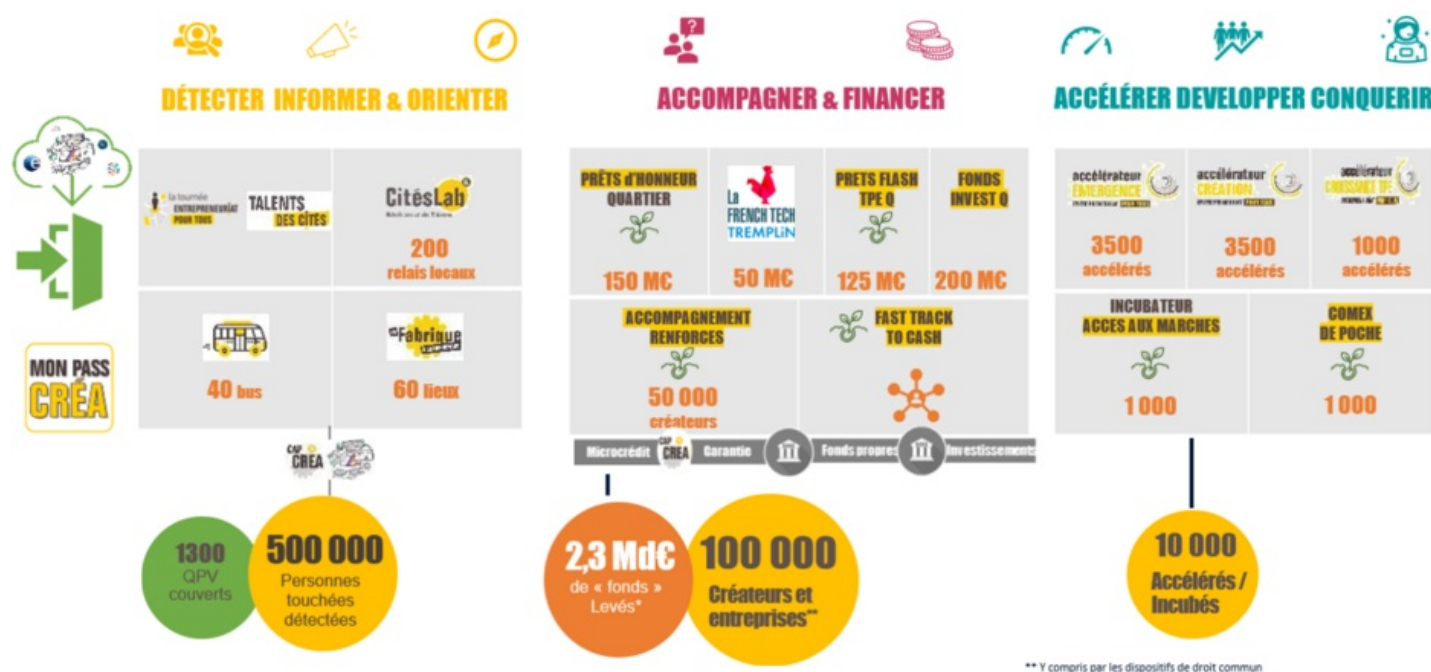 DÉTECTER INFORMER & ORIENTER
la tournée
ENTREPRENEURIAT
POUR TOUS
TALENTS
DES CITÉS
CitésLab
200
relais locaux
40 bus
Fabrique
60 lieux
MON PASS
CRÉA
CAP
CREA
1300
QPV
couverts
500 000
Personnes
touchées
détectées
ACCOMPAGNER & FINANCER
PRÊTS d'HONNEUR
QUARTIER
150 M€
La
FRENCH TECH
TREMPLiN
50 M€
PRETS FLASH
TPE Q
125 M€
FONDS
INVEST Q
200 M€
ACCOMPAGNEMENT
RENFORCES
50 000
créateurs
FAST TRACK
TO CASH
Microcrédit
CAP
CREA
Garantie
Fonds propres
Investissements
2,3 Md€
de « fonds »
Levés*
100 000
Créateurs et
entreprises**
ACCÉLÉRER DEVELOPPER CONQUERIR
accélérateur
EMERGENCE
3500
accélérés
accélérateur
CRÉATION
3500
accélérés
accélérateur
CROISSANCE TPE
1000
accélérés
INCUBATEUR
ACCES AUX MARCHES
1 000
COMEX
DE POCHE
1 000
10 000
Accélérés /
Incubés
** Y compris par les dispositifs de droit commun